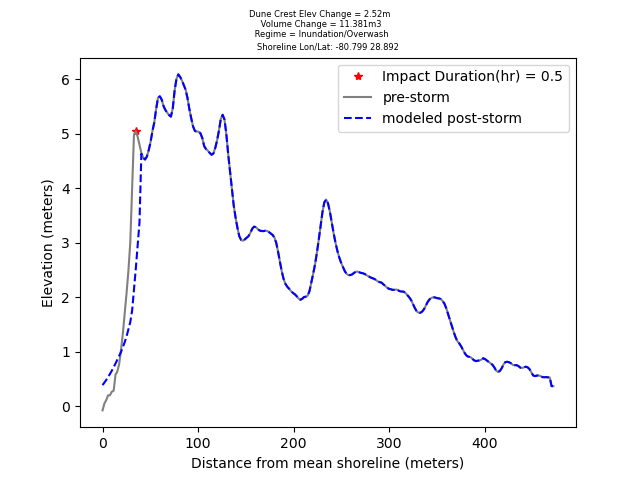 Dune Crest Elev Change = 2.52m
Volume Change = 11.381m3
Regime = Inundation/Overwash
Shoreline Lon/Lat: -80.799 28.892
Impact Duration(hr) = 0.5
pre-storm
modeled post-storm
Elevation (meters)
6
5
4
3
2
1
0
0 100 200 300 400
Distance from mean shoreline (meters)